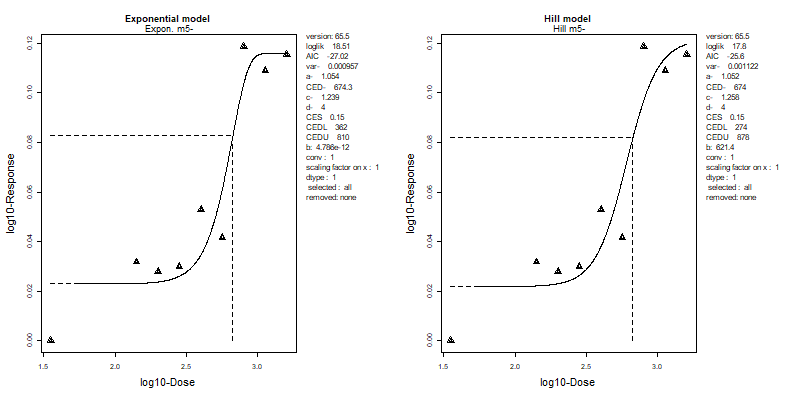 Exponential model
Expon. m5-
log10-Response
0.00
0.02
0.04
0.06
0.08
0.10
0.12
1.5
2.0
2.5
3.0
log10-Dose
version: 65.5
loglik 18.51
AIC -27.02
var- 0.000957
a- 1.054
CED- 674.3
c- 1.239
d- 4
CES 0.15
CEDL 362
CEDU 810
b: 4.786e-12
conv : 1
scaling factor on x : 1
dtype : 1
selected : all
removed: none
Hill model
Hill m5-
log10-Response
0.00
0.02
0.04
0.06
0.08
0.10
0.12
1.5
2.0
2.5
3.0
log10-Dose
version: 65.5
loglik 17.8
AIC -25.6
var- 0.001122
a- 1.052
CED- 674
c- 1.258
d- 4
CES 0.15
CEDL 274
CEDU 878
b: 621.4
conv : 1
scaling factor on x : 1
dtype : 1
selected : all
removed: none